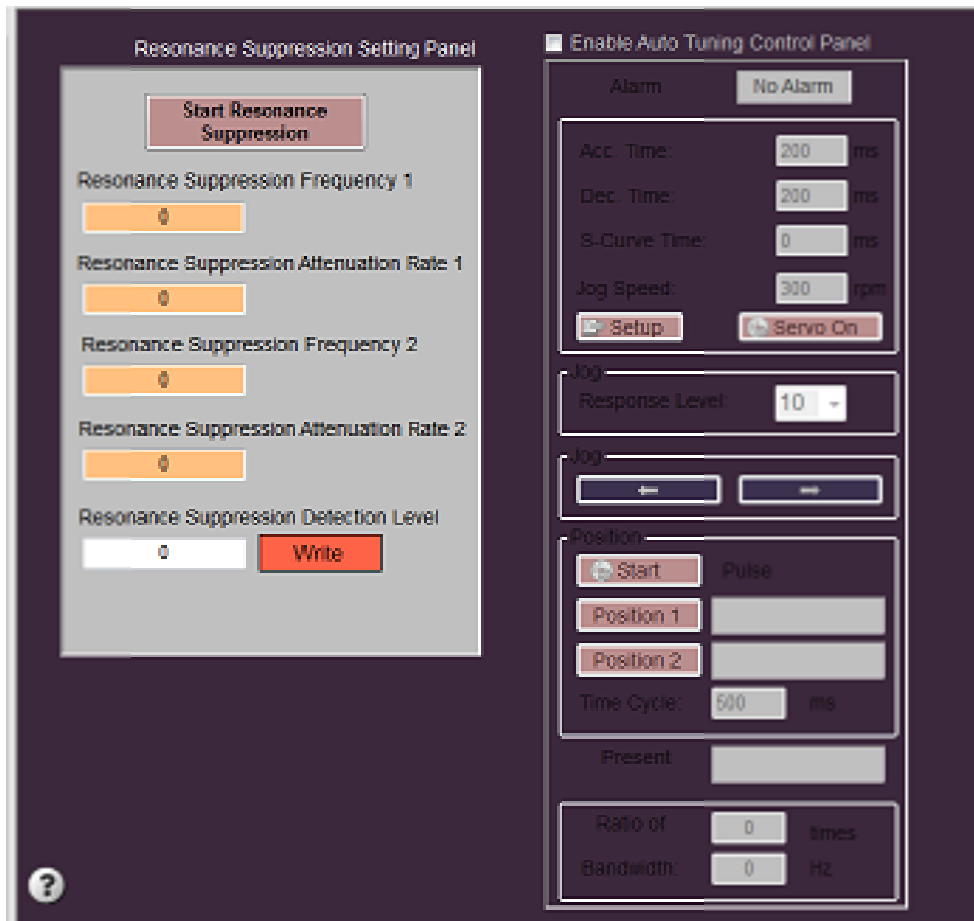 Resonance Suppression Setting Panel
Start Resonance
Suppression
Resonance Suppression Frequency 1
0
Resonance Suppression Attenuation Rate 1
0
Resonance Suppression Frequency 2
0
Resonance Suppression Attenuation Rate 2
0
Resonance Suppression Detection Level
0 Write
?
Enable Auto Tuning Control Panel
Alarm No Alarm
Acc. Time: 200 ms
Dec. Time: 200 ms
S-Curve Time: 0 ms
Jog Speed: 300 rpm
Setup Servo On
Jog
Response Level: 10
Jog
Position
Start Pulse
Position 1
Position 2
Time Cycle: 500 ms
Present
Ratio of 0 times
Bandwidth: 0 Hz